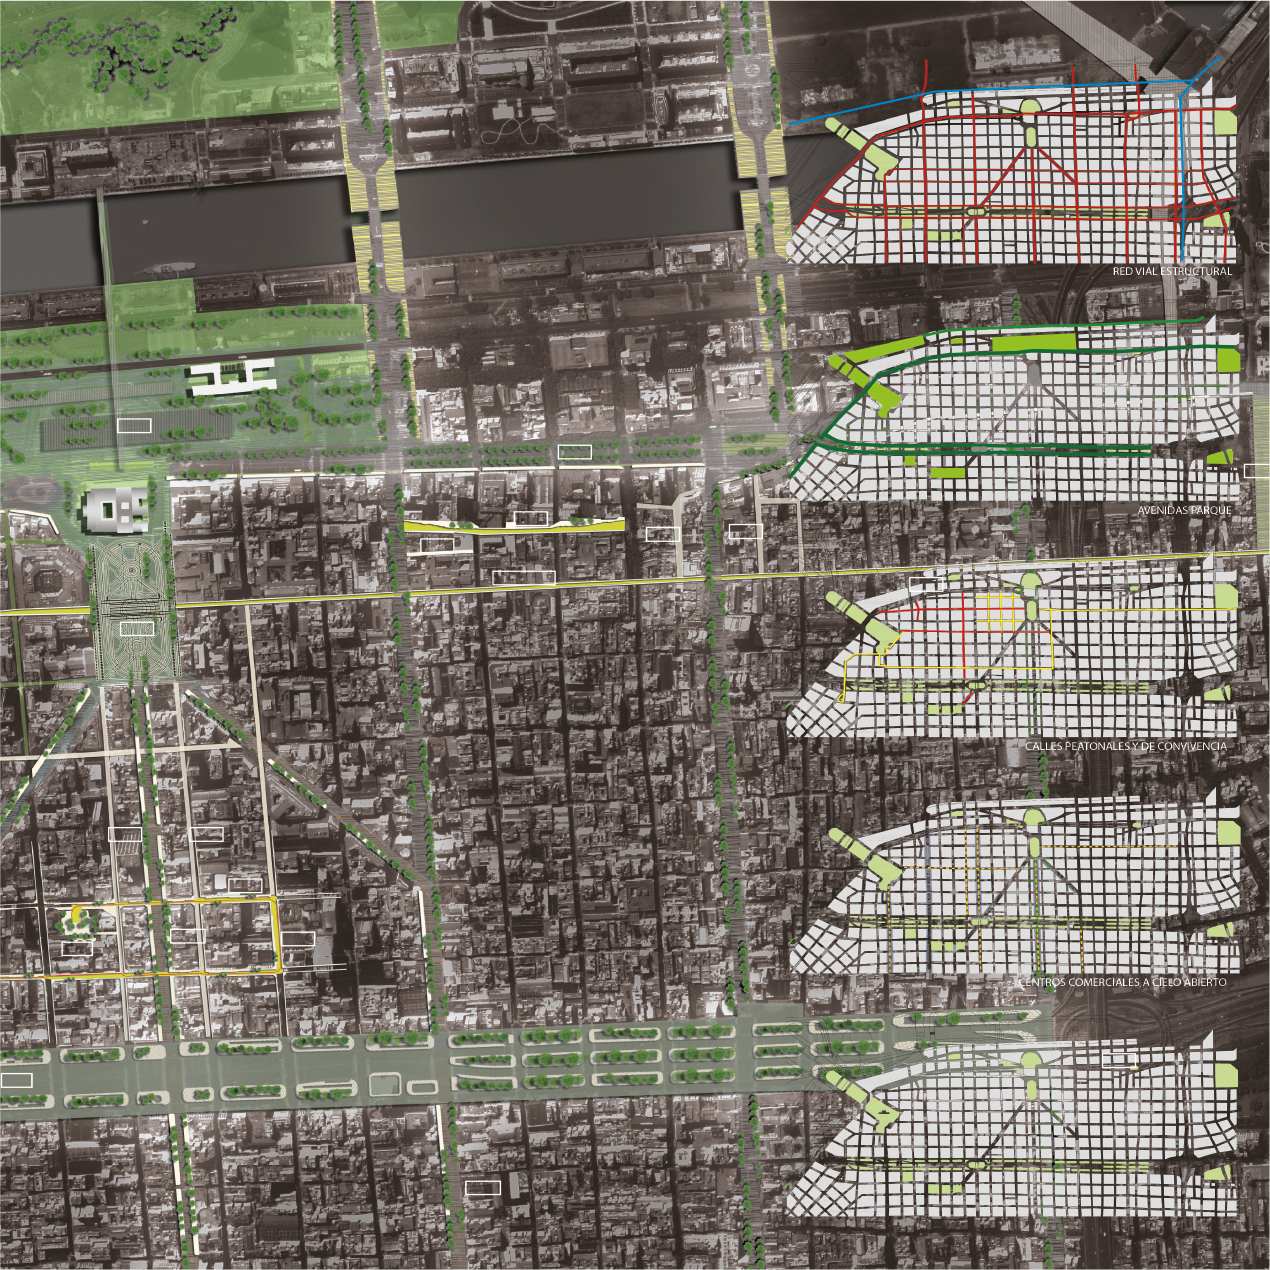 RED VIAL ESTRUCTURAL
AVENIDAS PARQUE
CALLES PEATONALES Y DE CONVIVENCIA
CENTROS COMERCIALES A CIELO ABIERTO